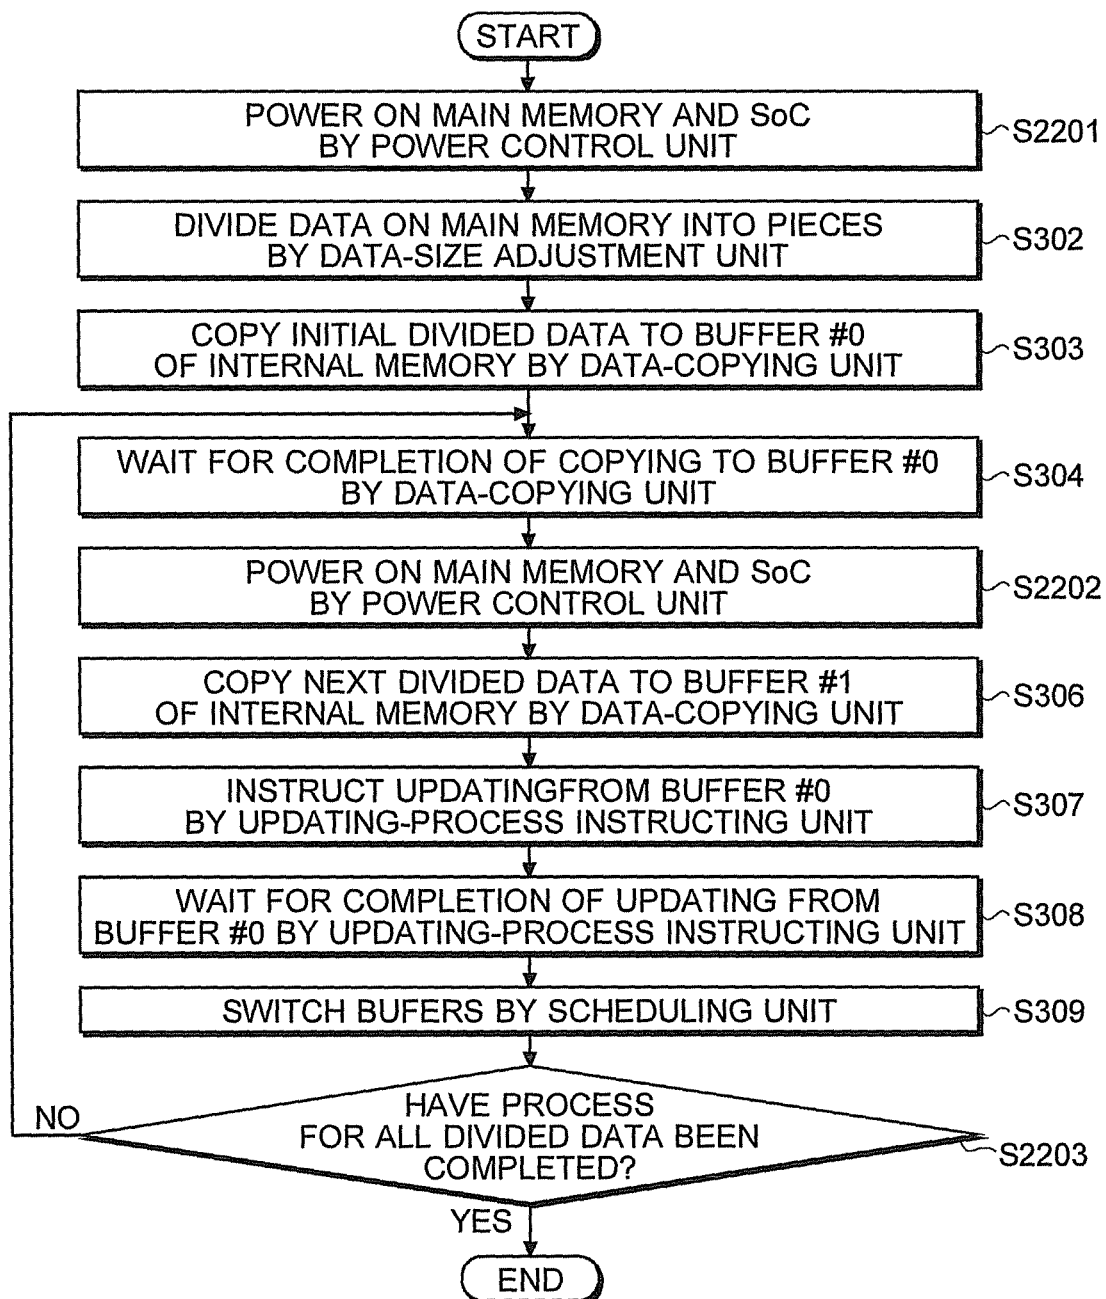 START
POWER ON MAIN MEMORY AND SoC
BY POWER CONTROL UNIT
S2201
DIVIDE DATA ON MAIN MEMORY INTO PIECES
BY DATA-SIZE ADJUSTMENT UNIT
S302
COPY INITIAL DIVIDED DATA TO BUFFER #0
OF INTERNAL MEMORY BY DATA-COPYING UNIT
S303
WAIT FOR COMPLETION OF COPYING TO BUFFER #0
BY DATA-COPYING UNIT
S304
POWER ON MAIN MEMORY AND SoC
BY POWER CONTROL UNIT
S2202
COPY NEXT DIVIDED DATA TO BUFFER #1
OF INTERNAL MEMORY BY DATA-COPYING UNIT
S306
INSTRUCT UPDATINGFROM BUFFER #0
BY UPDATING-PROCESS INSTRUCTING UNIT
S307
WAIT FOR COMPLETION OF UPDATING FROM
BUFFER #0 BY UPDATING-PROCESS INSTRUCTING UNIT
S308
SWITCH BUFERS BY SCHEDULING UNIT
S309
HAVE PROCESS
FOR ALL DIVIDED DATA BEEN
COMPLETED?
S2203
NO
YES
END